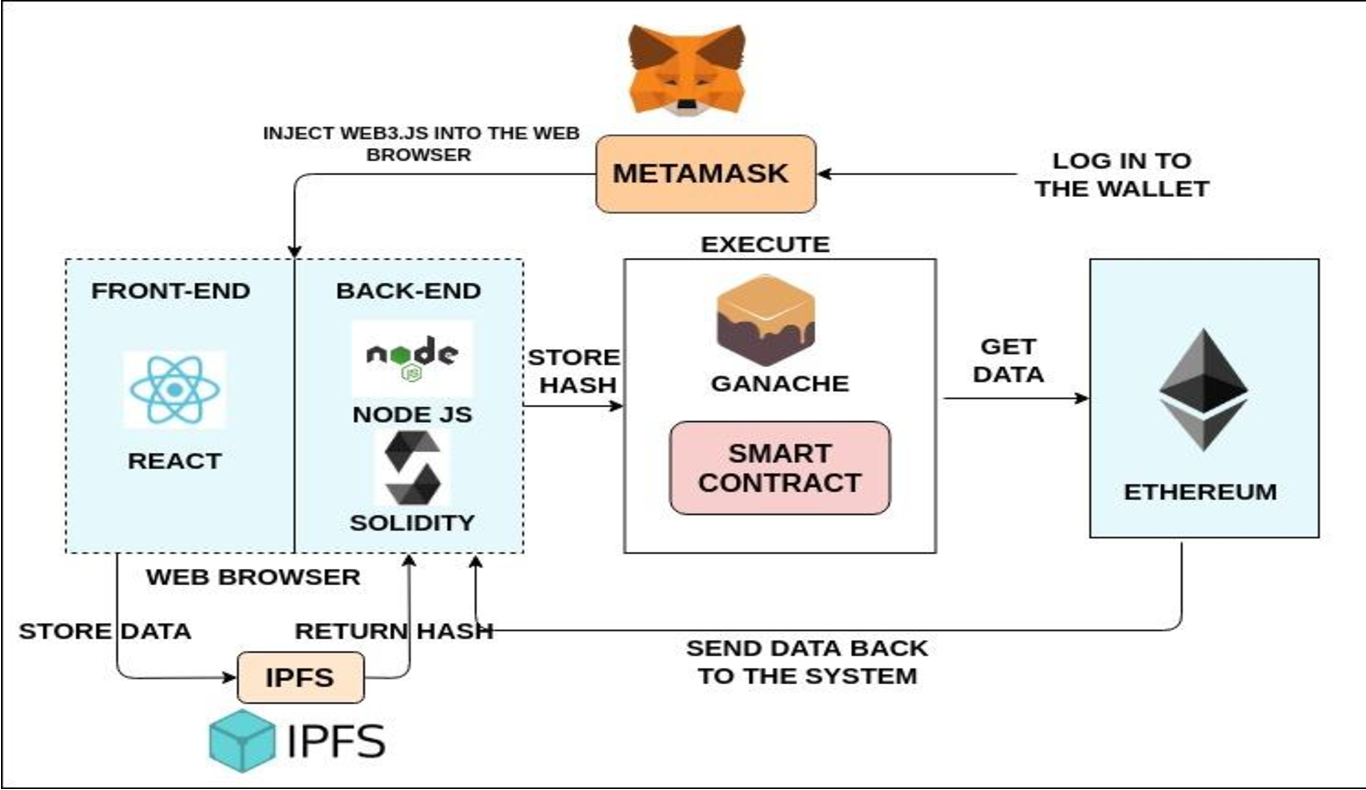 INJECT WEB3.JS INTO THE WEB
BROWSER
METAMASK
LOG IN TO
THE WALLET
EXECUTE
FRONT-END
BACK-END
node
JS
NODE JS
REACT
SOLIDITY
STORE
HASH
GANACHE
SMART
CONTRACT
GET
DATA
ETHEREUM
WEB BROWSER
STORE DATA
RETURN HASH
SEND DATA BACK
TO THE SYSTEM
IPFS
IPFS